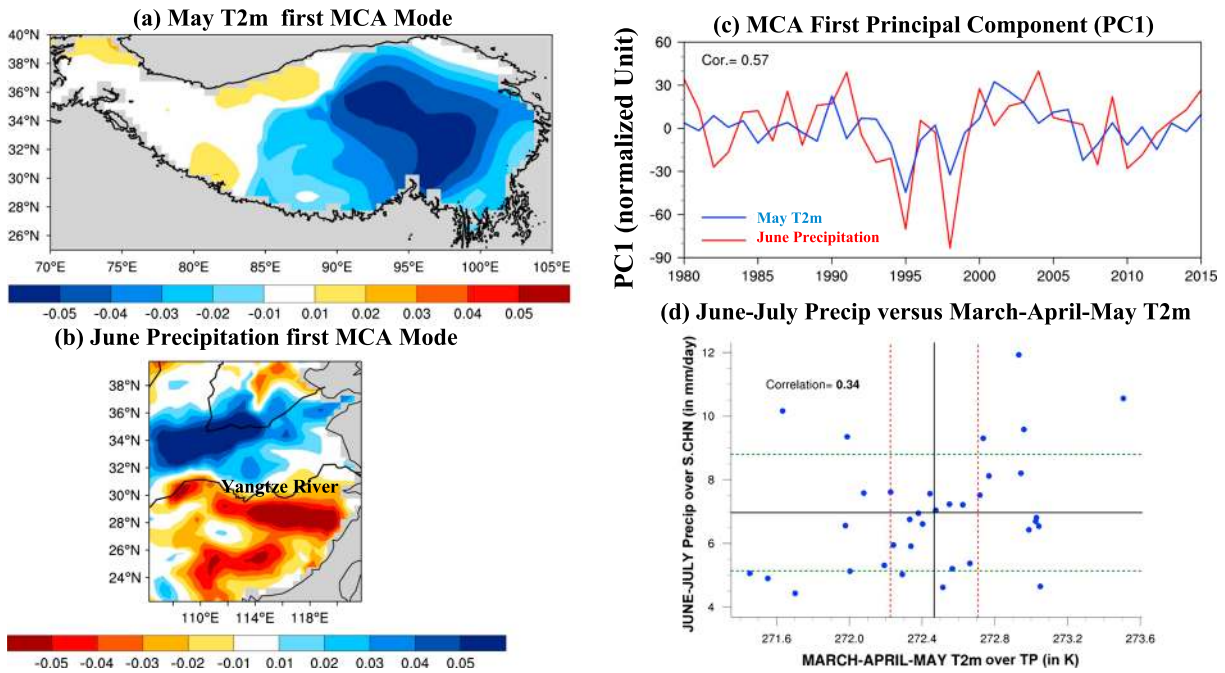 (a) May T2m first MCA Mode
40°N
38°N
36°N
34°N
32°N
30°N
28°N
26°N
70°E 75°E 80°E 85°E 90°E 95°E 100°E 105°E
-0.05 -0.04 -0.03 -0.02 -0.01 0.01 0.02 0.03 0.04 0.05
(b) June Precipitation first MCA Mode
38°N
36°N
34°N
32°N
30°N
28°N
26°N
24°N
Yangtze River
110°E 114°E 118°E
-0.05 -0.04 -0.03 -0.02 -0.01 0.01 0.02 0.03 0.04 0.05
(c) MCA First Principal Component (PC1)
PC1 (normalized Unit)
60
30
0
-30
-60
-90
Cor.= 0.57
May T2m
June Precipitation
1980 1985 1990 1995 2000 2005 2010 2015
(d) June-July Precip versus March-April-May T2m
JUNE-JULY Precip over S.CHN (in mm/day)
12
10
8
6
4
Correlation= 0.34
271.6 272.0 272.4 272.8 273.2 273.6
MARCH-APRIL-MAY T2m over TP (in K)